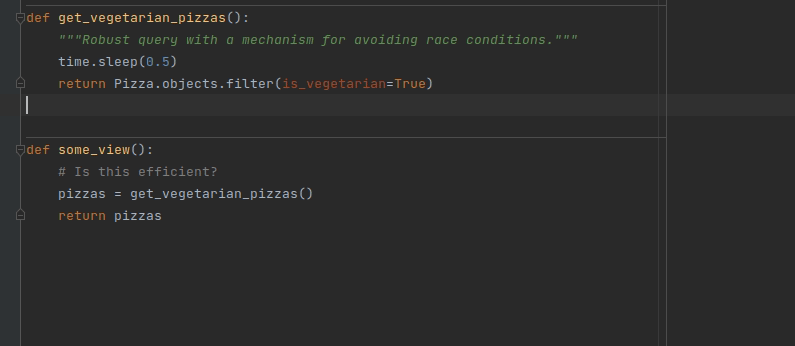 def get_vegetarian_pizzas():
    """Robust query with a mechanism for avoiding race conditions."""
    time.sleep(0.5)
    return Pizza.objects.filter(is_vegetarian=True)
def some_view():
    # Is this efficient?
    pizzas = get_vegetarian_pizzas()
    return pizzas